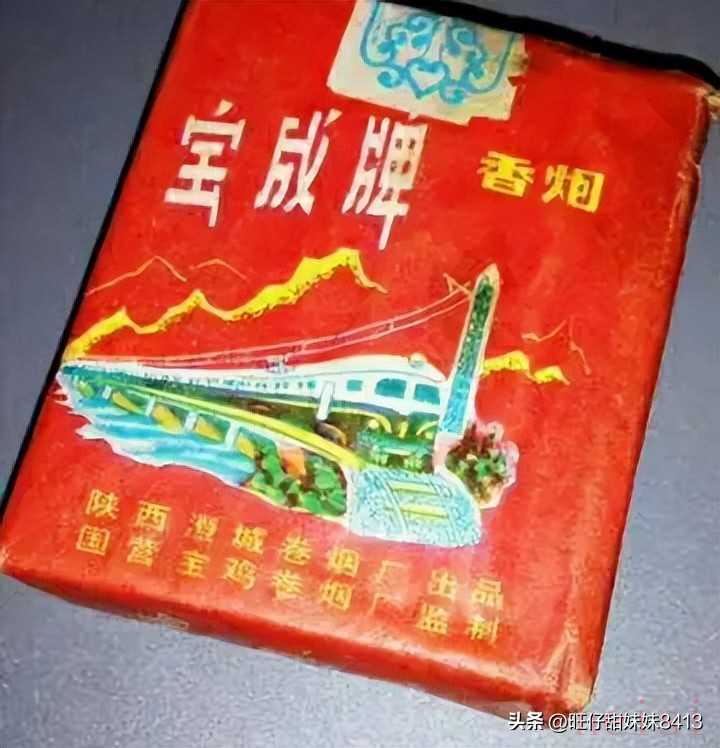 宝成牌 香烟
陕西澄城卷烟厂出品
国营宝鸡卷烟厂监制
头条 @旺仔甜妹妹8413